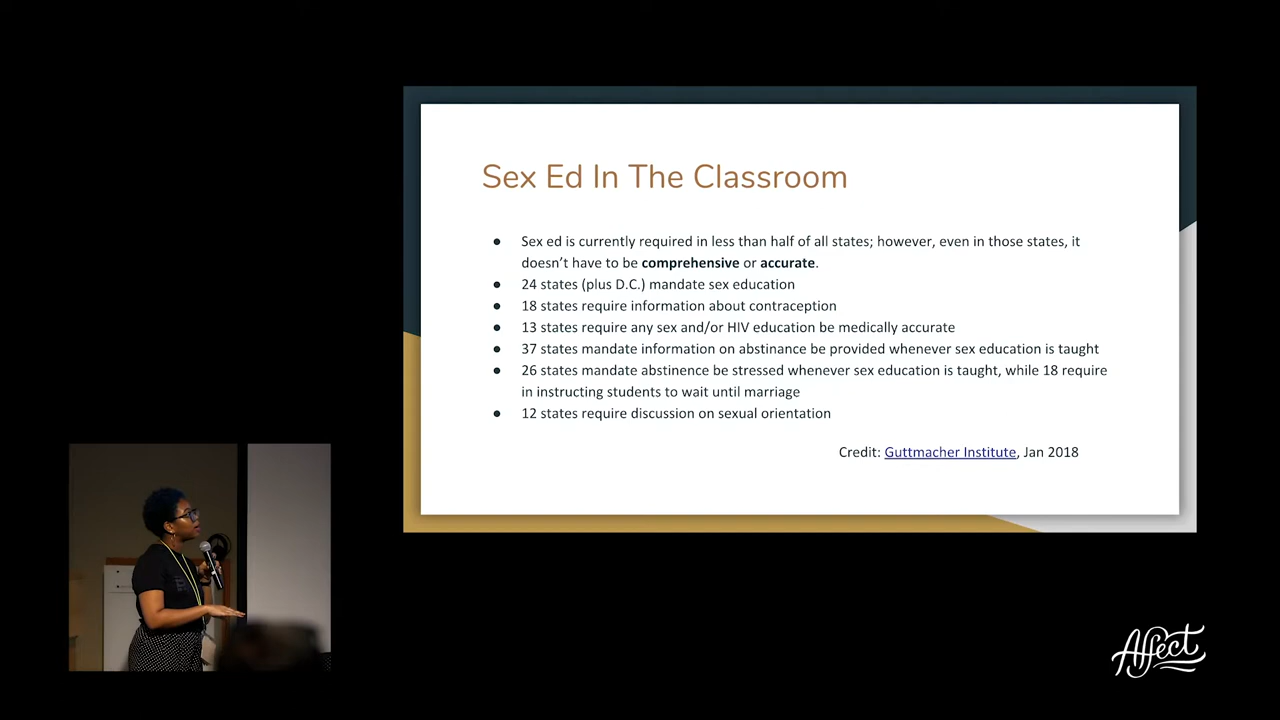 Sex Ed In The Classroom
● Sex ed is currently required in less than half of all states; however, even in those states, it
doesn't have to be comprehensive or accurate.
● 24 states (plus D.C.) mandate sex education
● 18 states require information about contraception
● 13 states require any sex and/or HIV education be medically accurate
● 37 states mandate information on abstinance be provided whenever sex education is taught
● 26 states mandate abstinence be stressed whenever sex education is taught, while 18 require
in instructing students to wait until marriage
● 12 states require discussion on sexual orientation
Credit: Guttmacher Institute, Jan 2018
Affect